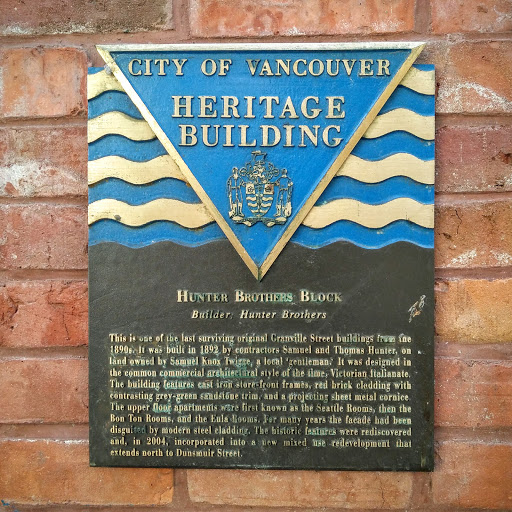 CITY OF VANCOUVER
HERITAGE
BUILDING
HUNTER BROTHERS BLOCK
Builder: Hunter Brothers
This is one of the last surviving original Granville Street buildings from the
1890s. It was built in 1892 by contractors Samuel and Thomas Hunter, on
land owned by Samuel Knox Twigge, a local 'gentleman.' It was designed in
the common commercial architectural style of the time, Victorian Italianate.
The building features cast iron store-front frames, red brick cladding with
contrasting grey-green sandstone trim, and a projecting sheet metal cornice.
The upper floor apartments were first known as the Seattle Rooms, then the
Bon Ton Rooms, and the Eula Rooms. For many years the facade had been
disguised by modern steel cladding. The historic features were rediscovered
and, in 2004, incorporated into a new mixed use redevelopment that
extends north to Dunsmuir Street.